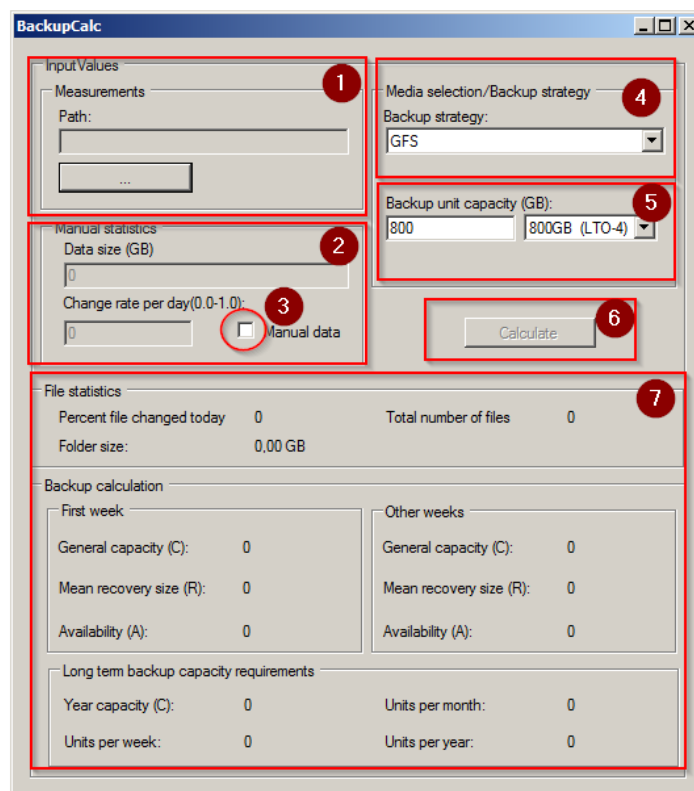 BackupCalc
Input Values
1
Measurements
Path:
...
Media selection/Backup strategy
4
Backup strategy:
GFS
Backup unit capacity (GB):
5
800
800GB (LTO-4)
Manual statistics
2
Data size (GB)
0
Change rate per day(0.0-1.0):
3
0
Manual data
Calculate
6
File statistics
7
Percent file changed today 0 Total number of files 0
Folder size: 0,00 GB
Backup calculation
First week
General capacity (C): 0
Mean recovery size (R): 0
Availability (A): 0
Other weeks
General capacity (C): 0
Mean recovery size (R): 0
Availability (A): 0
Long term backup capacity requirements
Year capacity (C): 0 Units per month: 0
Units per week: 0 Units per year: 0